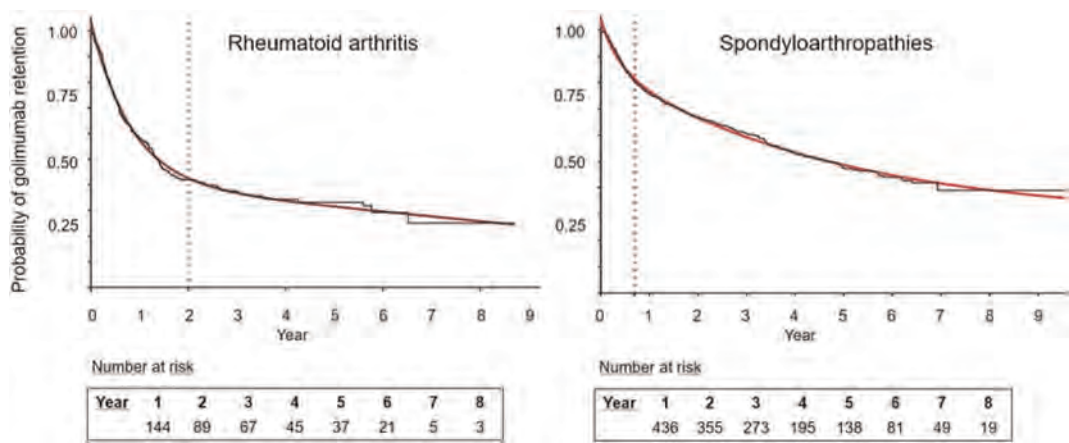 Probability of golimumab retention
1.00
0.75
0.50
0.25
Rheumatoid arthritis
0 1 2 3 4 5 6 7 8 9
Year
Number at risk
Year 1 2 3 4 5 6 7 8
144 89 67 45 37 21 5 3
1.00
0.75
0.50
0.25
Spondyloarthropathies
0 1 2 3 4 5 6 7 8 9
Year
Number at risk
Year 1 2 3 4 5 6 7 8
436 355 273 195 138 81 49 19